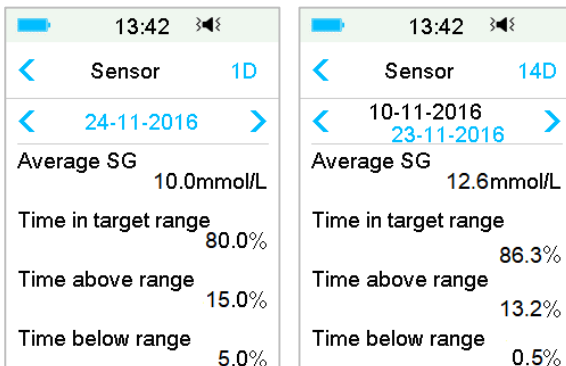 13:42
Sensor 1D
24-11-2016
Average SG
10.0mmol/L
Time in target range
80.0%
Time above range
15.0%
Time below range
5.0%
13:42
Sensor 14D
10-11-2016
23-11-2016
Average SG
12.6mmol/L
Time in target range
86.3%
Time above range
13.2%
Time below range
0.5%